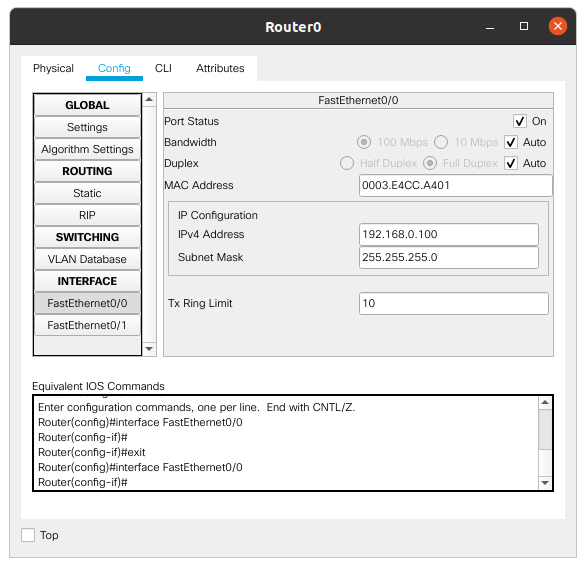 Router0
Physical Config CLI Attributes
GLOBAL
Settings
Algorithm Settings
ROUTING
Static
RIP
SWITCHING
VLAN Database
INTERFACE
FastEthernet0/0
FastEthernet0/1
FastEthernet0/0
Port Status On
Bandwidth 100 Mbps 10 Mbps Auto
Duplex Half Duplex Full Duplex Auto
MAC Address 0003.E4CC.A401
IP Configuration
IPv4 Address 192.168.0.100
Subnet Mask 255.255.255.0
Tx Ring Limit 10
Equivalent IOS Commands
Enter configuration commands, one per line. End with CNTL/Z.
Router(config)#interface FastEthernet0/0
Router(config-if)#
Router(config-if)#exit
Router(config)#interface FastEthernet0/0
Router(config-if)#
Top